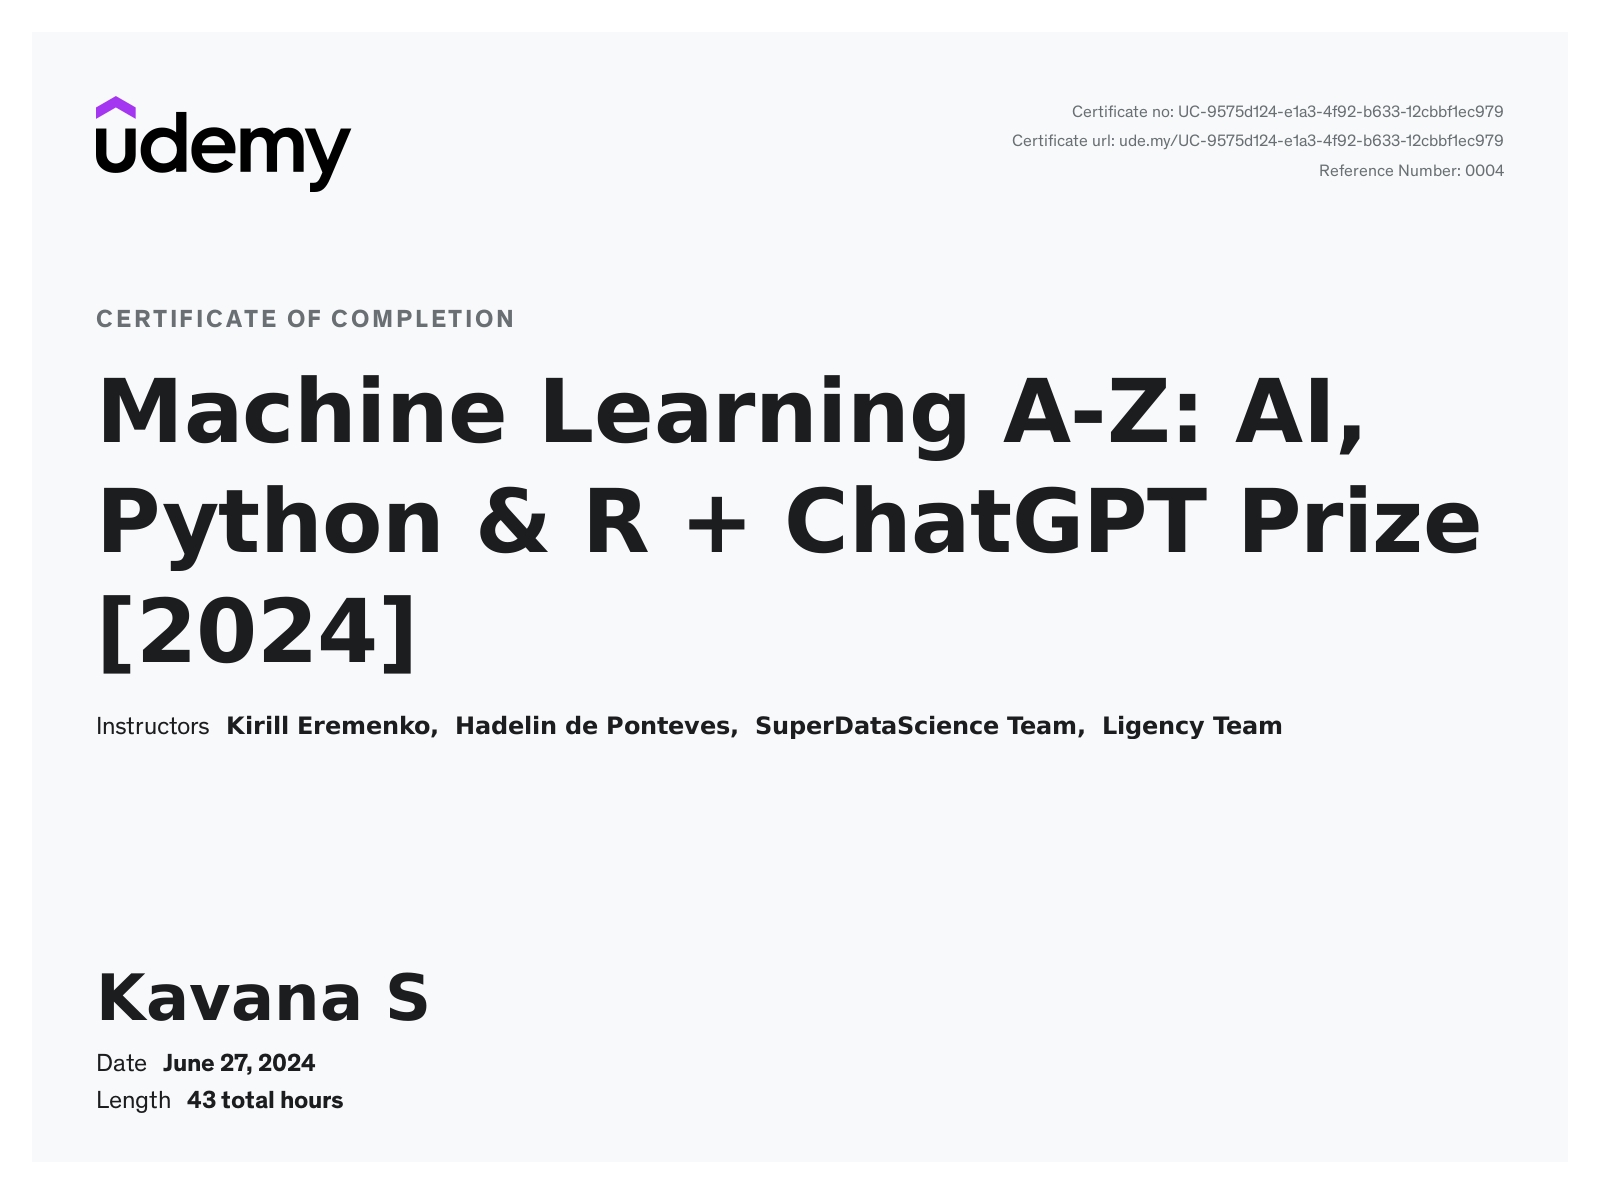 udemy
Certificate no: UC-9575d124-e1a3-4f92-b633-12cbbf1ec979
Certificate url: ude.my/UC-9575d124-e1a3-4f92-b633-12cbbf1ec979
Reference Number: 0004
CERTIFICATE OF COMPLETION
Machine Learning A-Z: AI,
Python & R + ChatGPT Prize
[2024]
Instructors Kirill Eremenko, Hadelin de Ponteves, SuperDataScience Team, Ligency Team
Kavana S
Date June 27, 2024
Length 43 total hours